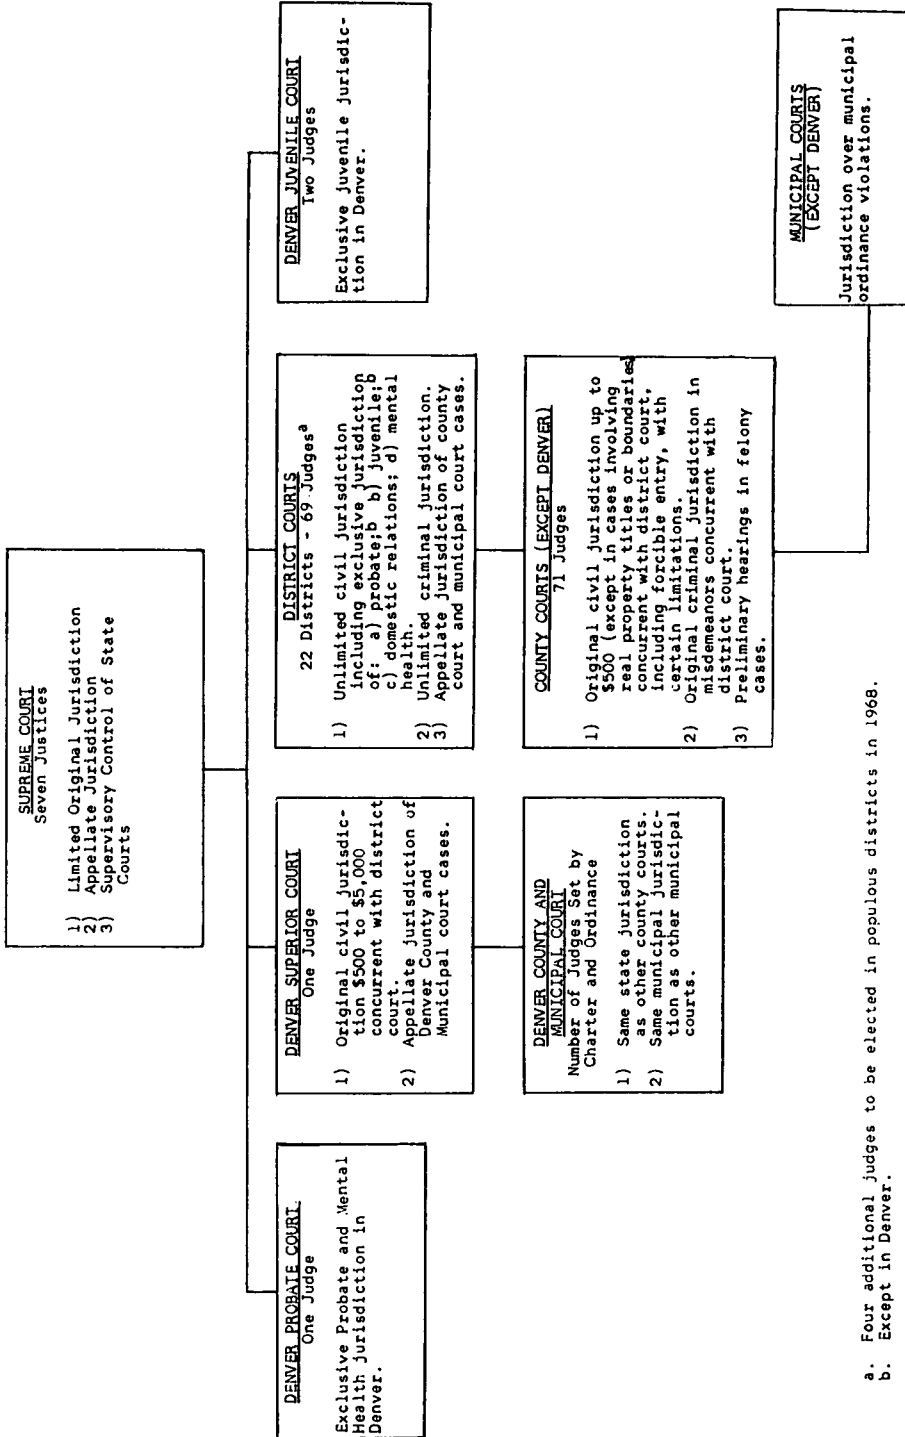 SUPREME COURT
Seven Justices
1) Limited Original Jurisdiction
2) Appellate Jurisdiction
3) Supervisory Control of State
Courts
DENVER PROBATE COURT
One Judge
Exclusive Probate and Mental
Health jurisdiction in
Denver.
DENVER SUPERIOR COURT
One Judge
1) Original civil jurisdic-
tion $500 to $5,000
concurrent with district
court.
2) Appellate jurisdiction of
Denver County and
Municipal court cases.
DISTRICT COURTS
22 Districts - 69 Judgesa
1) Unlimited civil jurisdiction
including exclusive jurisdiction
of: a) probate;b b) juvenile;b
c) domestic relations; d) mental
health.
2) Unlimited criminal jurisdiction.
3) Appellate jurisdiction of county
court and municipal court cases.
DENVER JUVENILE COURT
Two Judges
Exclusive juvenile jurisdic-
tion in Denver.
DENVER COUNTY AND
MUNICIPAL COURT
Number of Judges Set by
Charter and Ordinance
1) Same state jurisdiction
as other county courts.
2) Same municipal jurisdic-
tion as other municipal
courts.
COUNTY COURTS (EXCEPT DENVER)
71 Judges
1) Original civil jurisdiction up to
$500 (except in cases involving
real property titles or boundaries)
concurrent with district court,
including forcible entry, with
certain limitations.
2) Original criminal jurisdiction in
misdemeanors concurrent with
district court.
3) Preliminary hearings in felony
cases.
MUNICIPAL COURTS
(EXCEPT DENVER)
Jurisdiction over municipal
ordinance violations.
a. Four additional judges to be elected in populous districts in 1968.
b. Except in Denver.